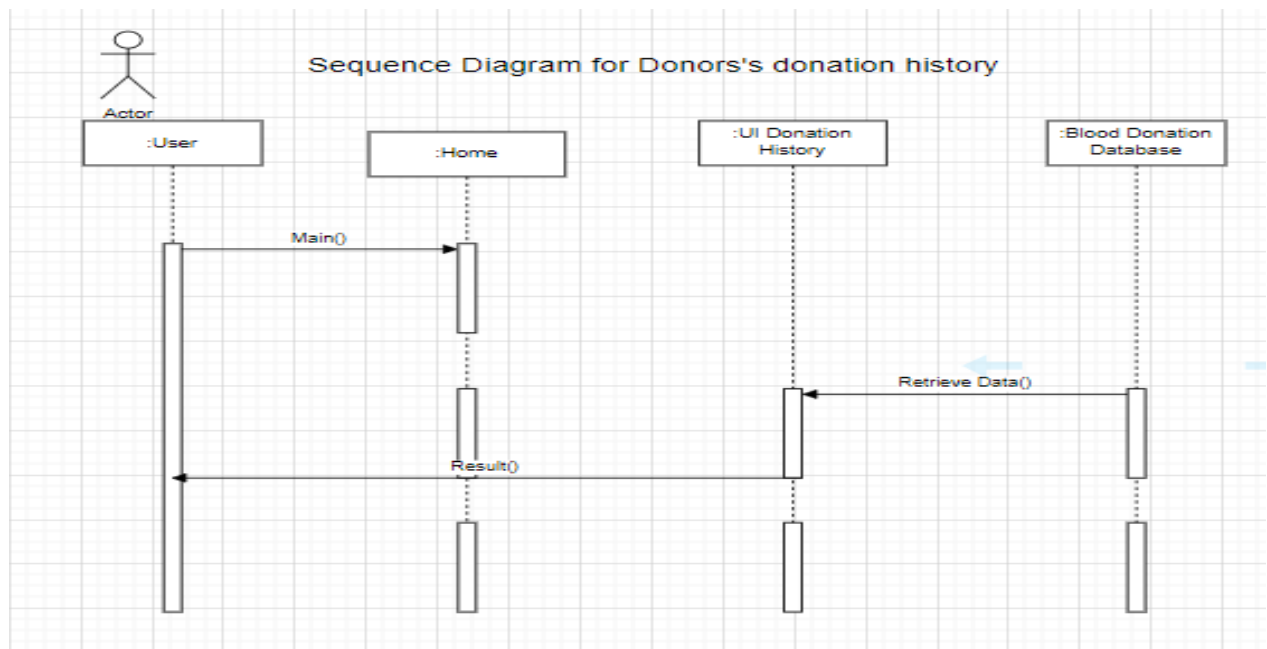 Sequence Diagram for Donors's donation history
Actor
:User
:Home
:UI Donation
History
:Blood Donation
Database
Main()
Retrieve Data()
Result()